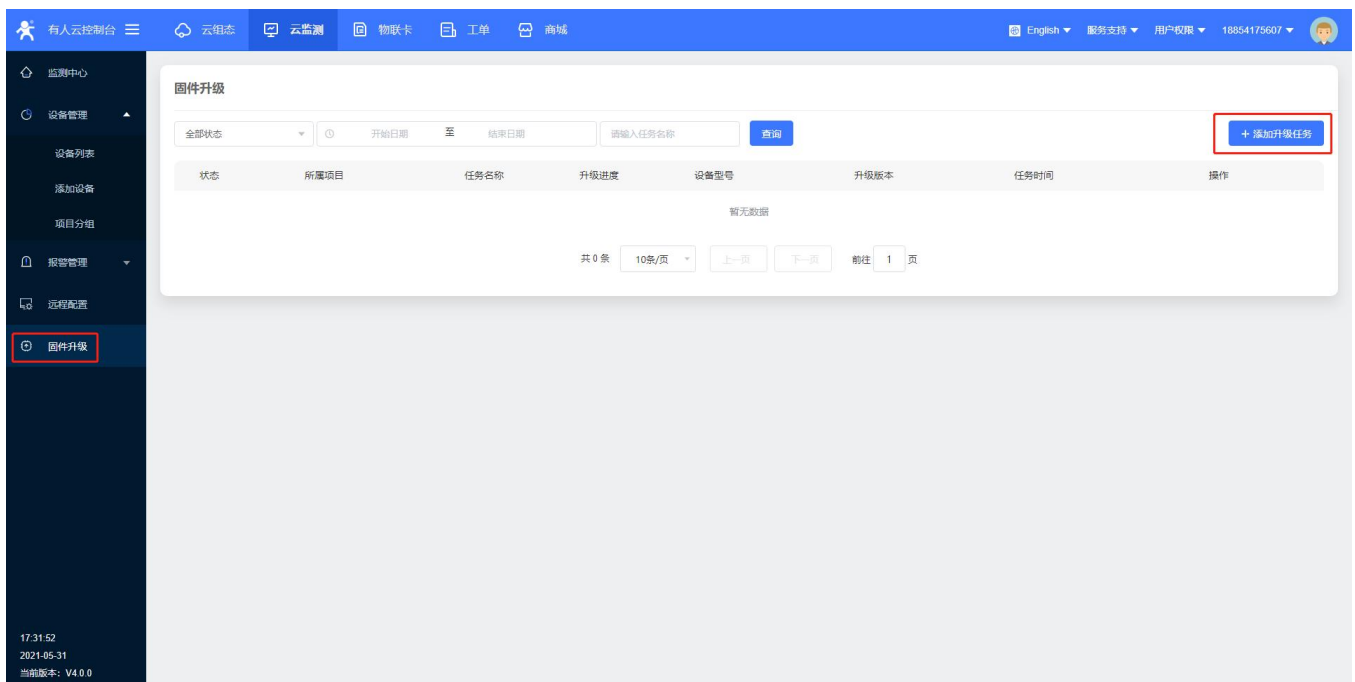 有人云控制台 云组态 云监测 物联卡 工单 商城 English 服务支持 用户权限 18854175607
监测中心
固件升级
设备管理
全部状态 开始日期 至 结束日期 请输入任务名称 查询 + 添加升级任务
设备列表
状态 所属项目 任务名称 升级进度 设备型号 升级版本 任务时间 操作
添加设备
暂无数据
项目分组
报警管理
共 0 条 10条/页 上一页 下一页 前往 1 页
远程配置
固件升级
17:31:52
2021-05-31
当前版本：V4.0.0